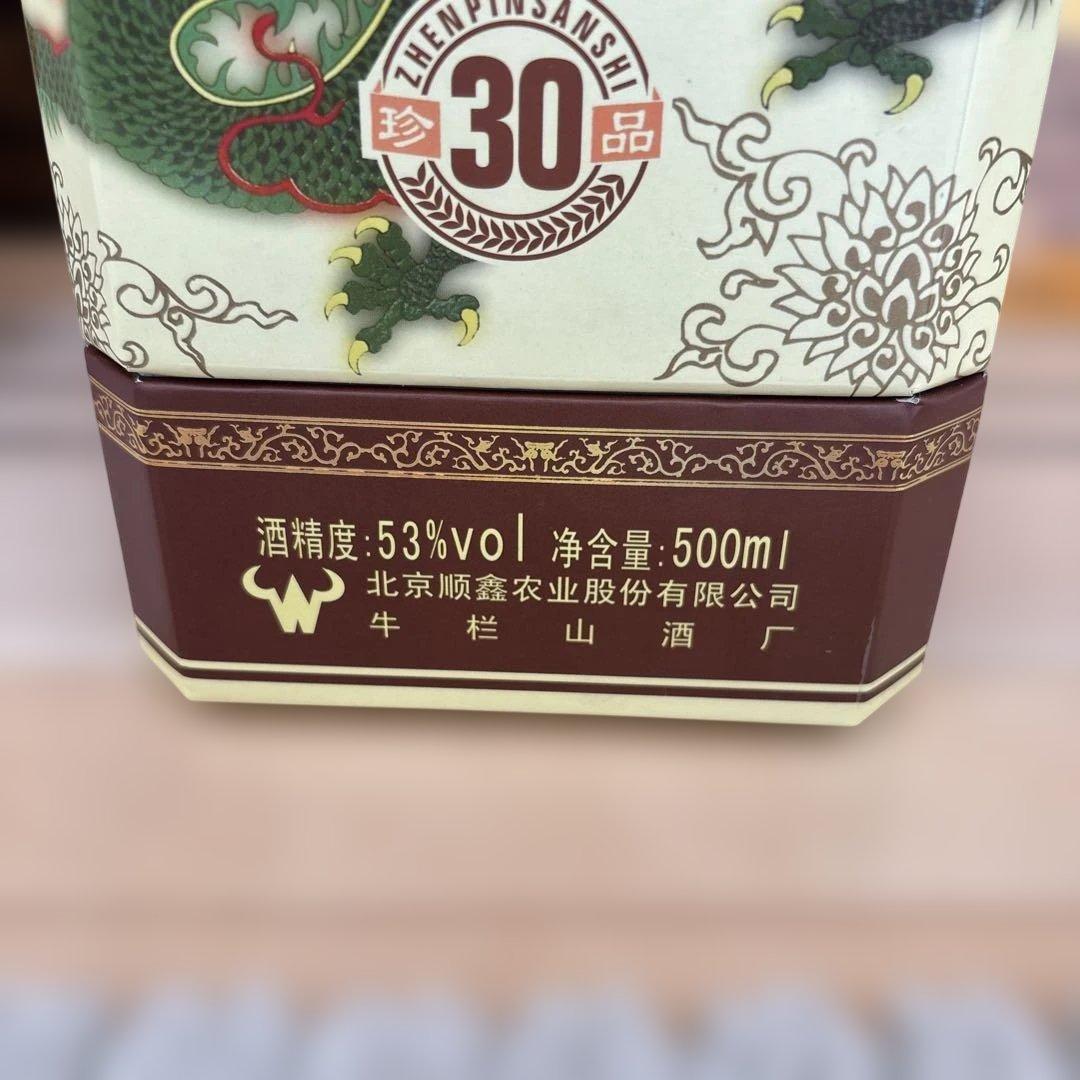 ZHENPINSANSHI
珍 30 品
酒精度:53%vol 净含量:500ml
北京顺鑫农业股份有限公司
牛栏山酒厂